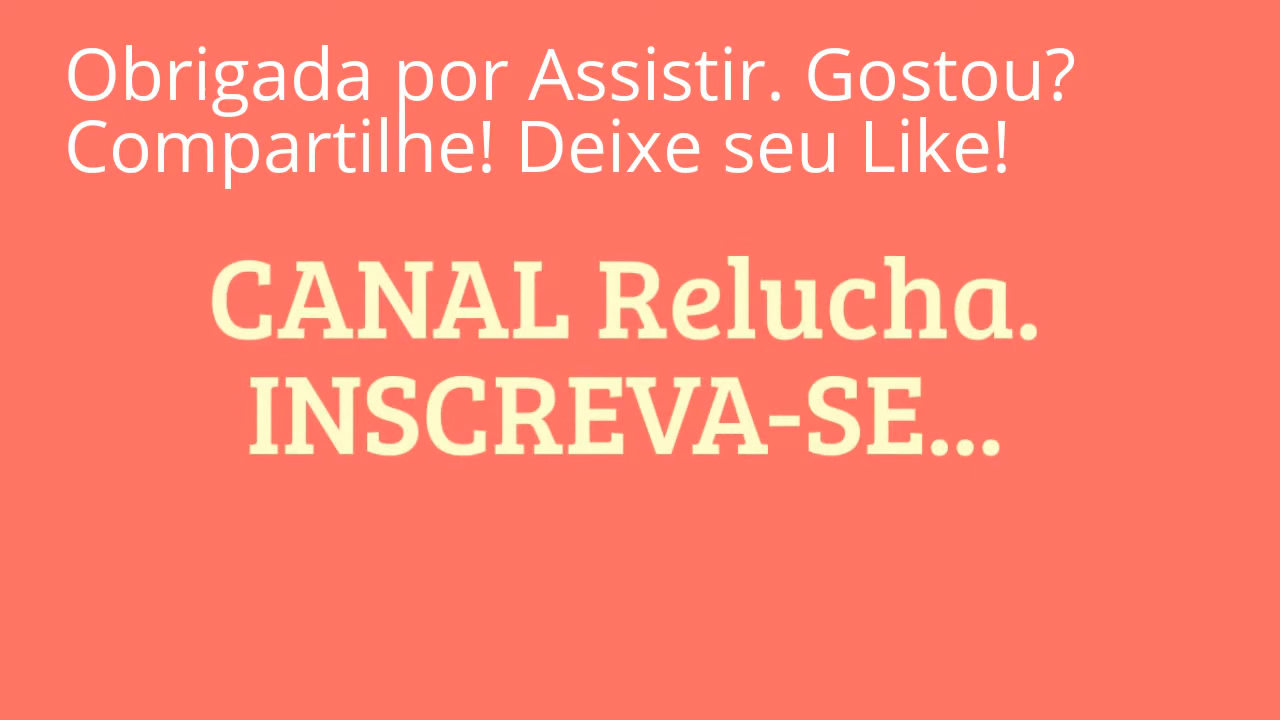 Obrigada por Assistir. Gostou?
Compartilhe! Deixe seu Like!
CANAL Relucha.
INSCREVA-SE...